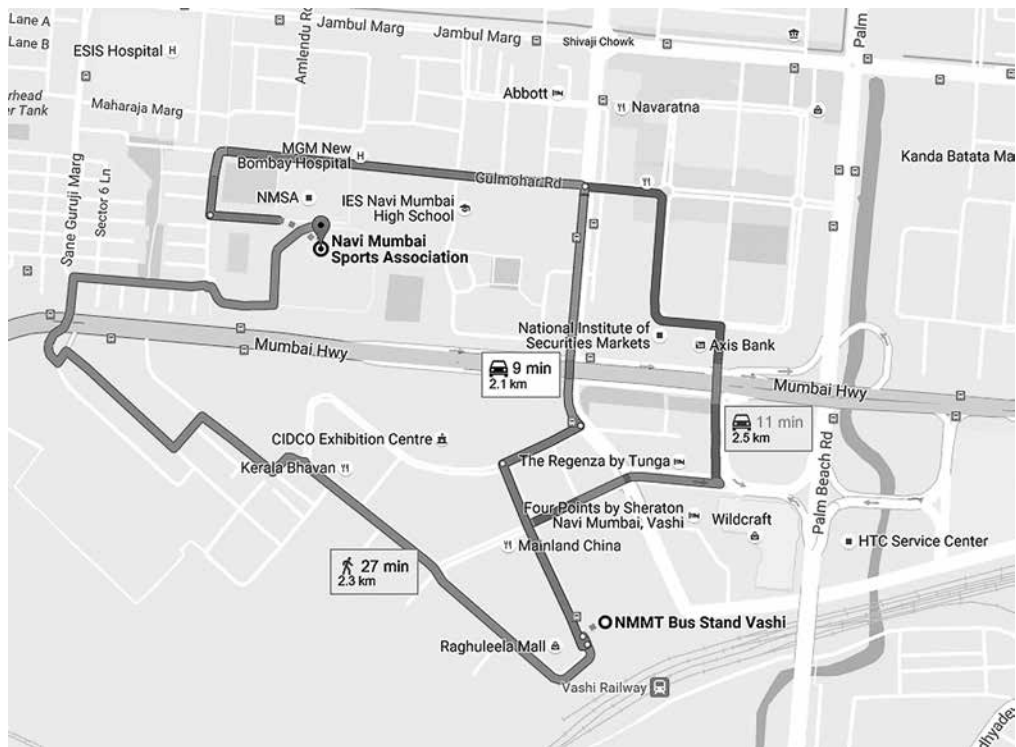 Lane A
Lane B
ESIS Hospital H
Amlendu Ro
Jambul Marg
Jambul Marg
Shivaji Chowk
Palm
rhead
er Tank
Maharaja Marg
Abbott
Navaratna
Kanda Batata Ma
MGM New
Bombay Hospital H
Gulmohar Rd
Sane Guruji Marg
Sector 6 Ln
NMSA
IES Navi Mumbai
High School
Navi Mumbai
Sports Association
National Institute of
Securities Markets
Axis Bank
Mumbai Hwy
Mumbai Hwy
9 min
2.1 km
11 min
2.5 km
CIDCO Exhibition Centre
Kerala Bhavan
The Regenza by Tunga
Four Points by Sheraton
Navi Mumbai, Vashi
Wildcraft
Palm Beach Rd
HTC Service Center
Mainland China
27 min
2.3 km
NMMT Bus Stand Vashi
Raghuleela Mall
Vashi Railway
dhyadev